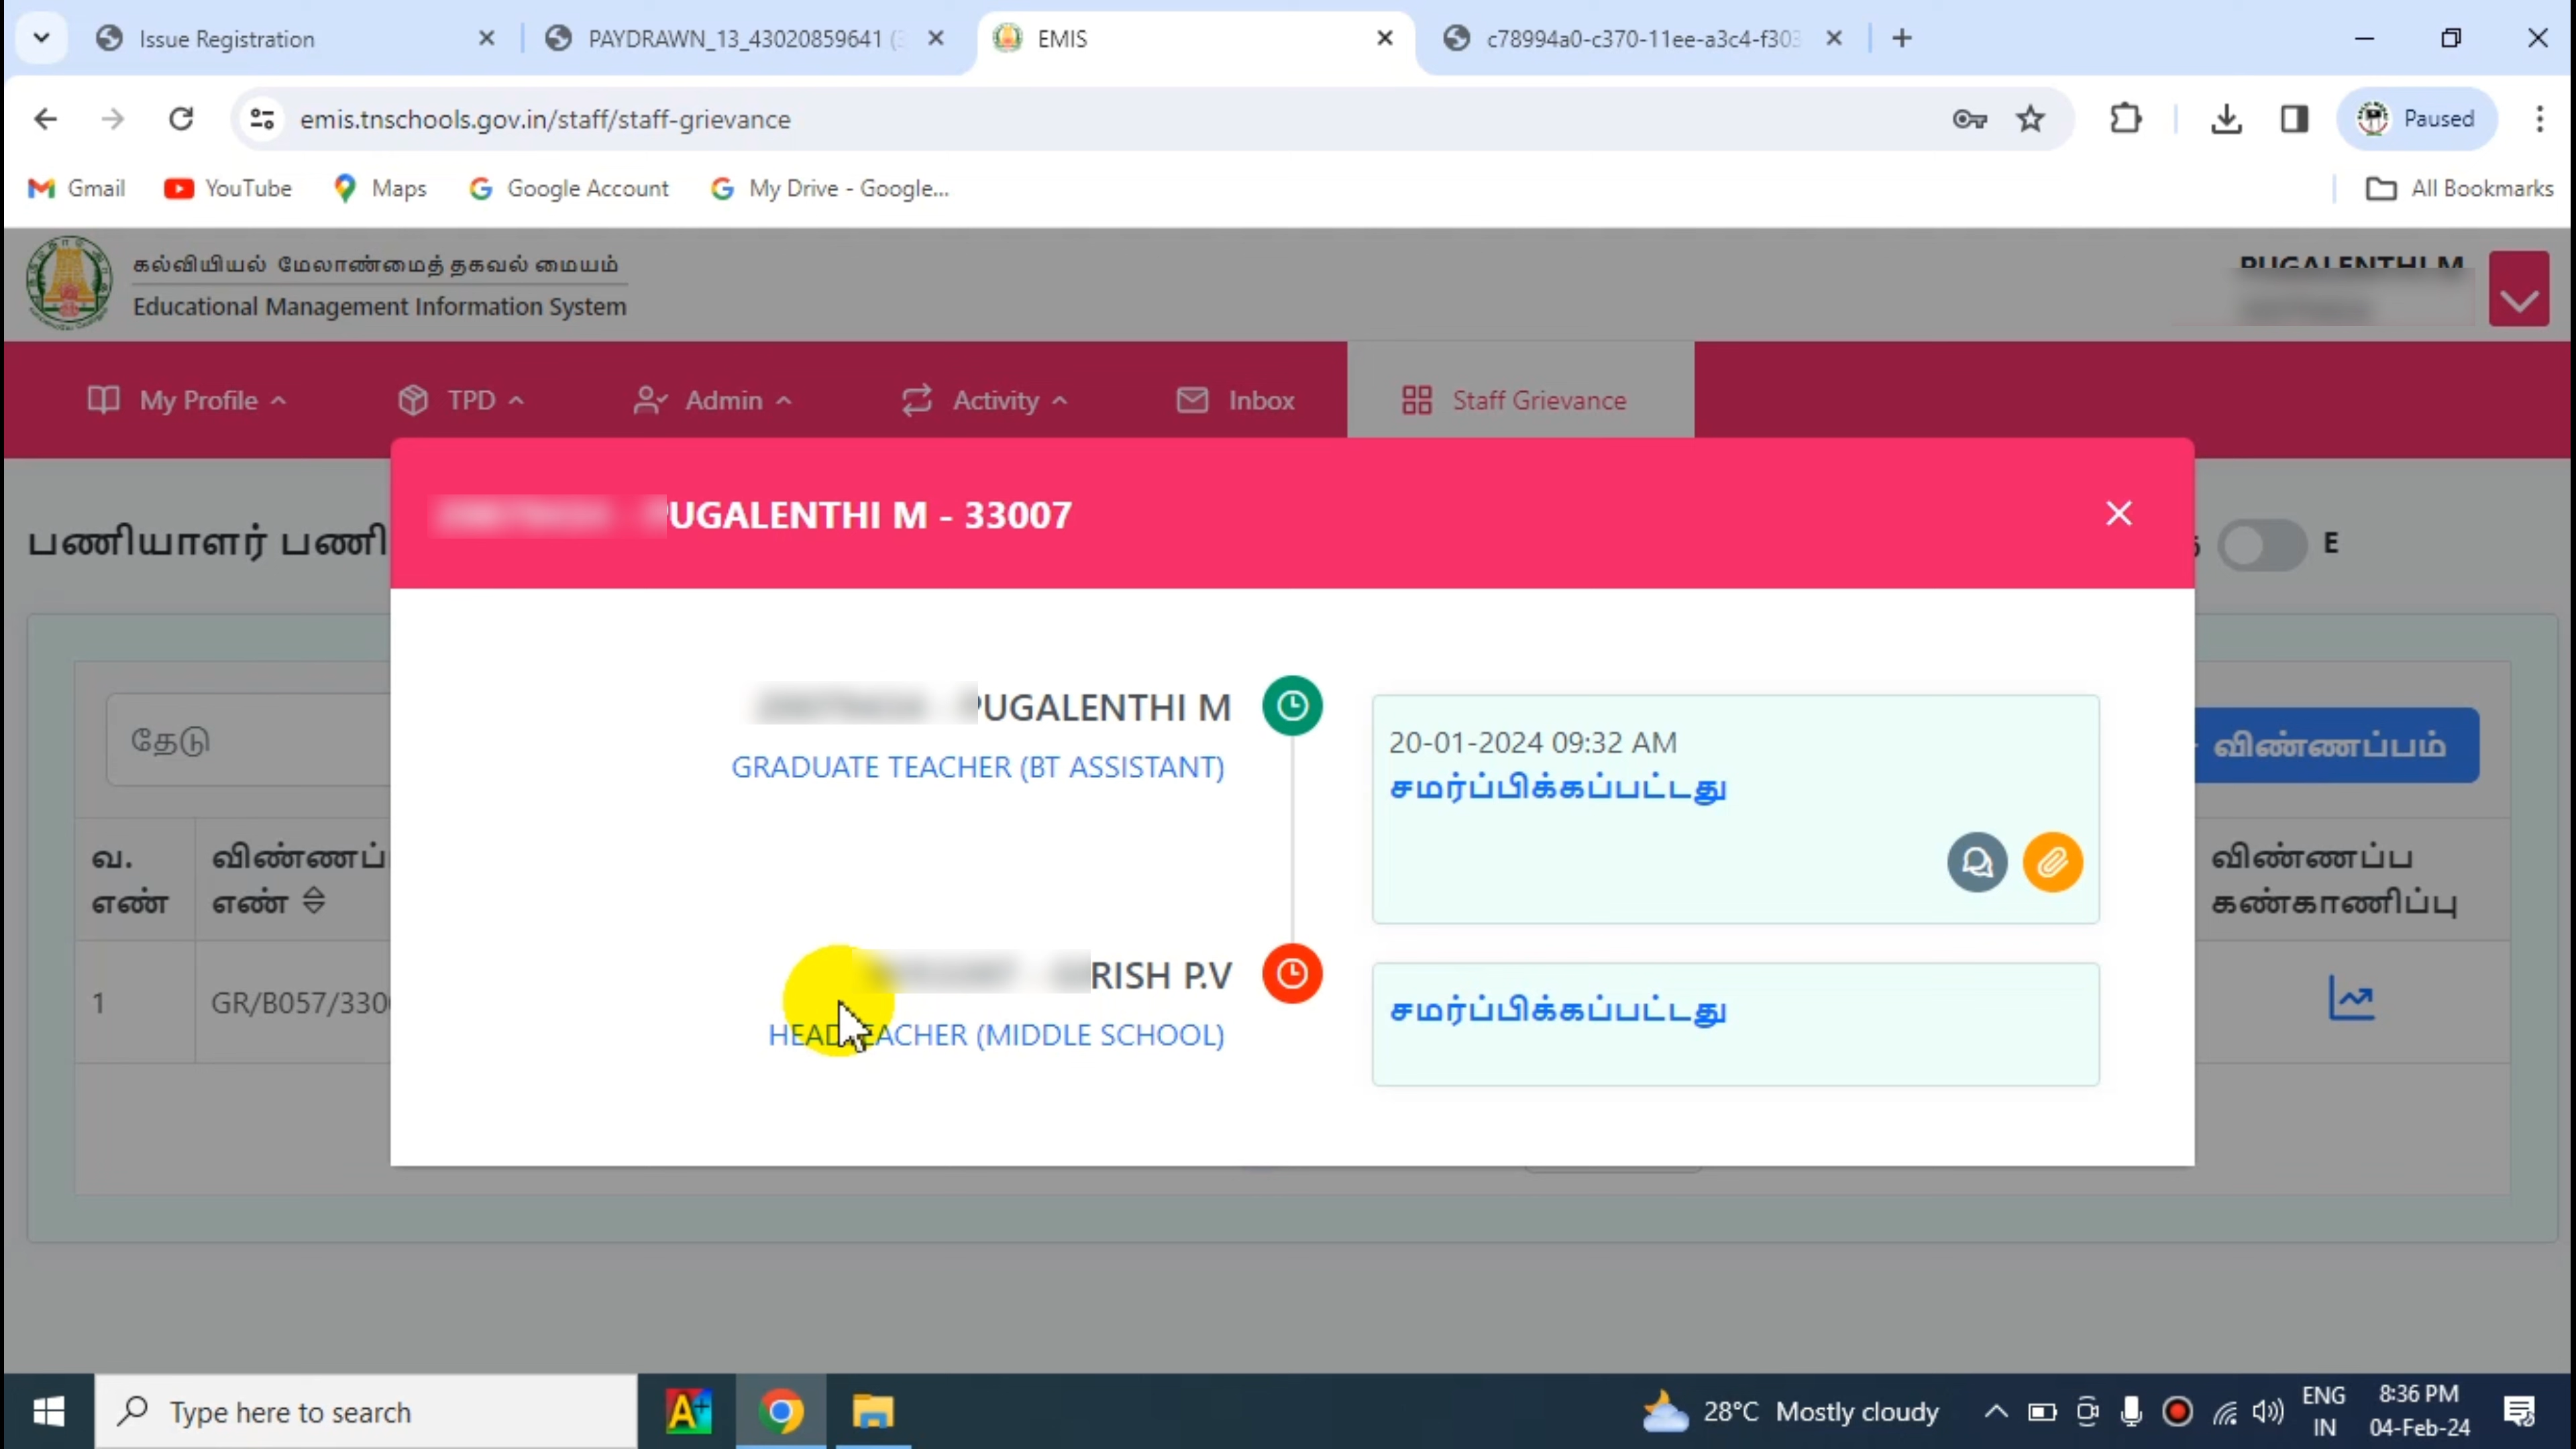 Issue Registration
PAYDRAWN_13_43020859641 (
EMIS
c78994a0-c370-11ee-a3c4-f303
emis.tnschools.gov.in/staff/staff-grievance
Paused
Gmail
YouTube
Maps
Google Account
My Drive - Google...
All Bookmarks
கல்வியியல் மேலாண்மைத் தகவல் மையம்
Educational Management Information System
PUGALENTHI M
My Profile
TPD
Admin
Activity
Inbox
Staff Grievance
UGALENTHI M - 33007
பணியாளர் பணி
E
UGALENTHI M
GRADUATE TEACHER (BT ASSISTANT)
20-01-2024 09:32 AM
சமர்ப்பிக்கப்பட்டது
தேடு
விண்ணப்பம்
வ.
எண்
விண்ணப்
எண்
விண்ணப்ப
கண்காணிப்பு
RISH P.V
HEAD TEACHER (MIDDLE SCHOOL)
சமர்ப்பிக்கப்பட்டது
1
GR/B057/330
Type here to search
28°C Mostly cloudy
ENG
IN
8:36 PM
04-Feb-24